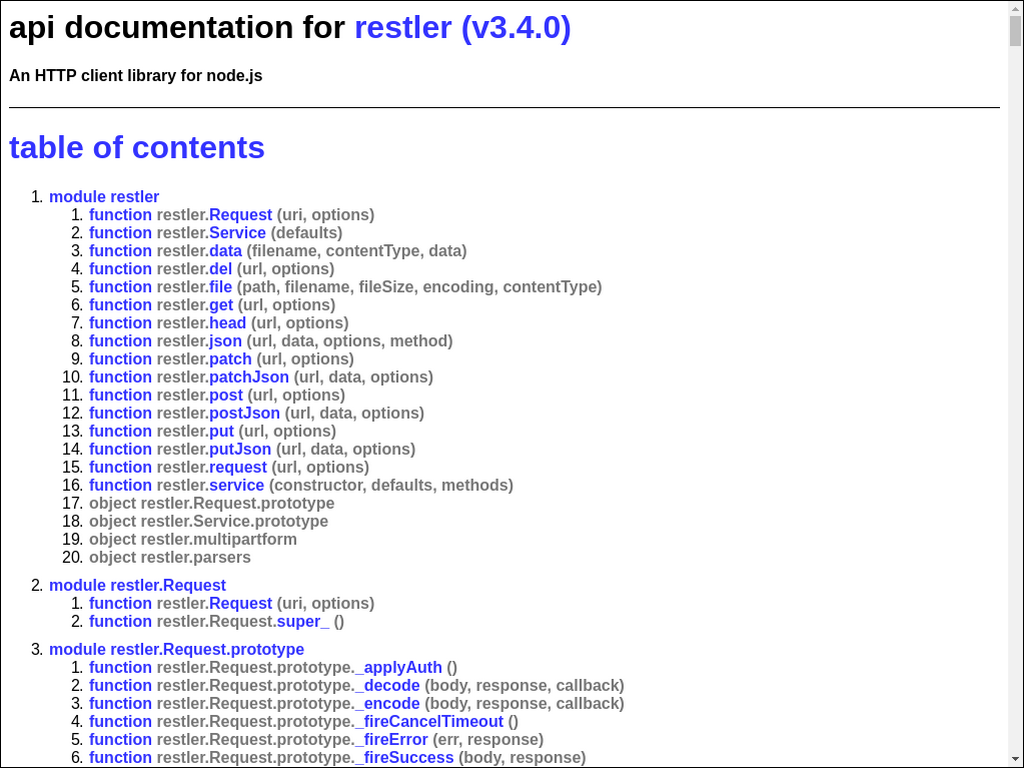 api documentation for restler (v3.4.0)
An HTTP client library for node.js
table of contents
1. module restler
1. function restler.Request (uri, options)
2. function restler.Service (defaults)
3. function restler.data (filename, contentType, data)
4. function restler.del (url, options)
5. function restler.file (path, filename, fileSize, encoding, contentType)
6. function restler.get (url, options)
7. function restler.head (url, options)
8. function restler.json (url, data, options, method)
9. function restler.patch (url, options)
10. function restler.patchJson (url, data, options)
11. function restler.post (url, options)
12. function restler.postJson (url, data, options)
13. function restler.put (url, options)
14. function restler.putJson (url, data, options)
15. function restler.request (url, options)
16. function restler.service (constructor, defaults, methods)
17. object restler.Request.prototype
18. object restler.Service.prototype
19. object restler.multipartform
20. object restler.parsers
2. module restler.Request
1. function restler.Request (uri, options)
2. function restler.Request.super_ ()
3. module restler.Request.prototype
1. function restler.Request.prototype._applyAuth ()
2. function restler.Request.prototype._decode (body, response, callback)
3. function restler.Request.prototype._encode (body, response, callback)
4. function restler.Request.prototype._fireCancelTimeout ()
5. function restler.Request.prototype._fireError (err, response)
6. function restler.Request.prototype._fireSuccess (body, response)